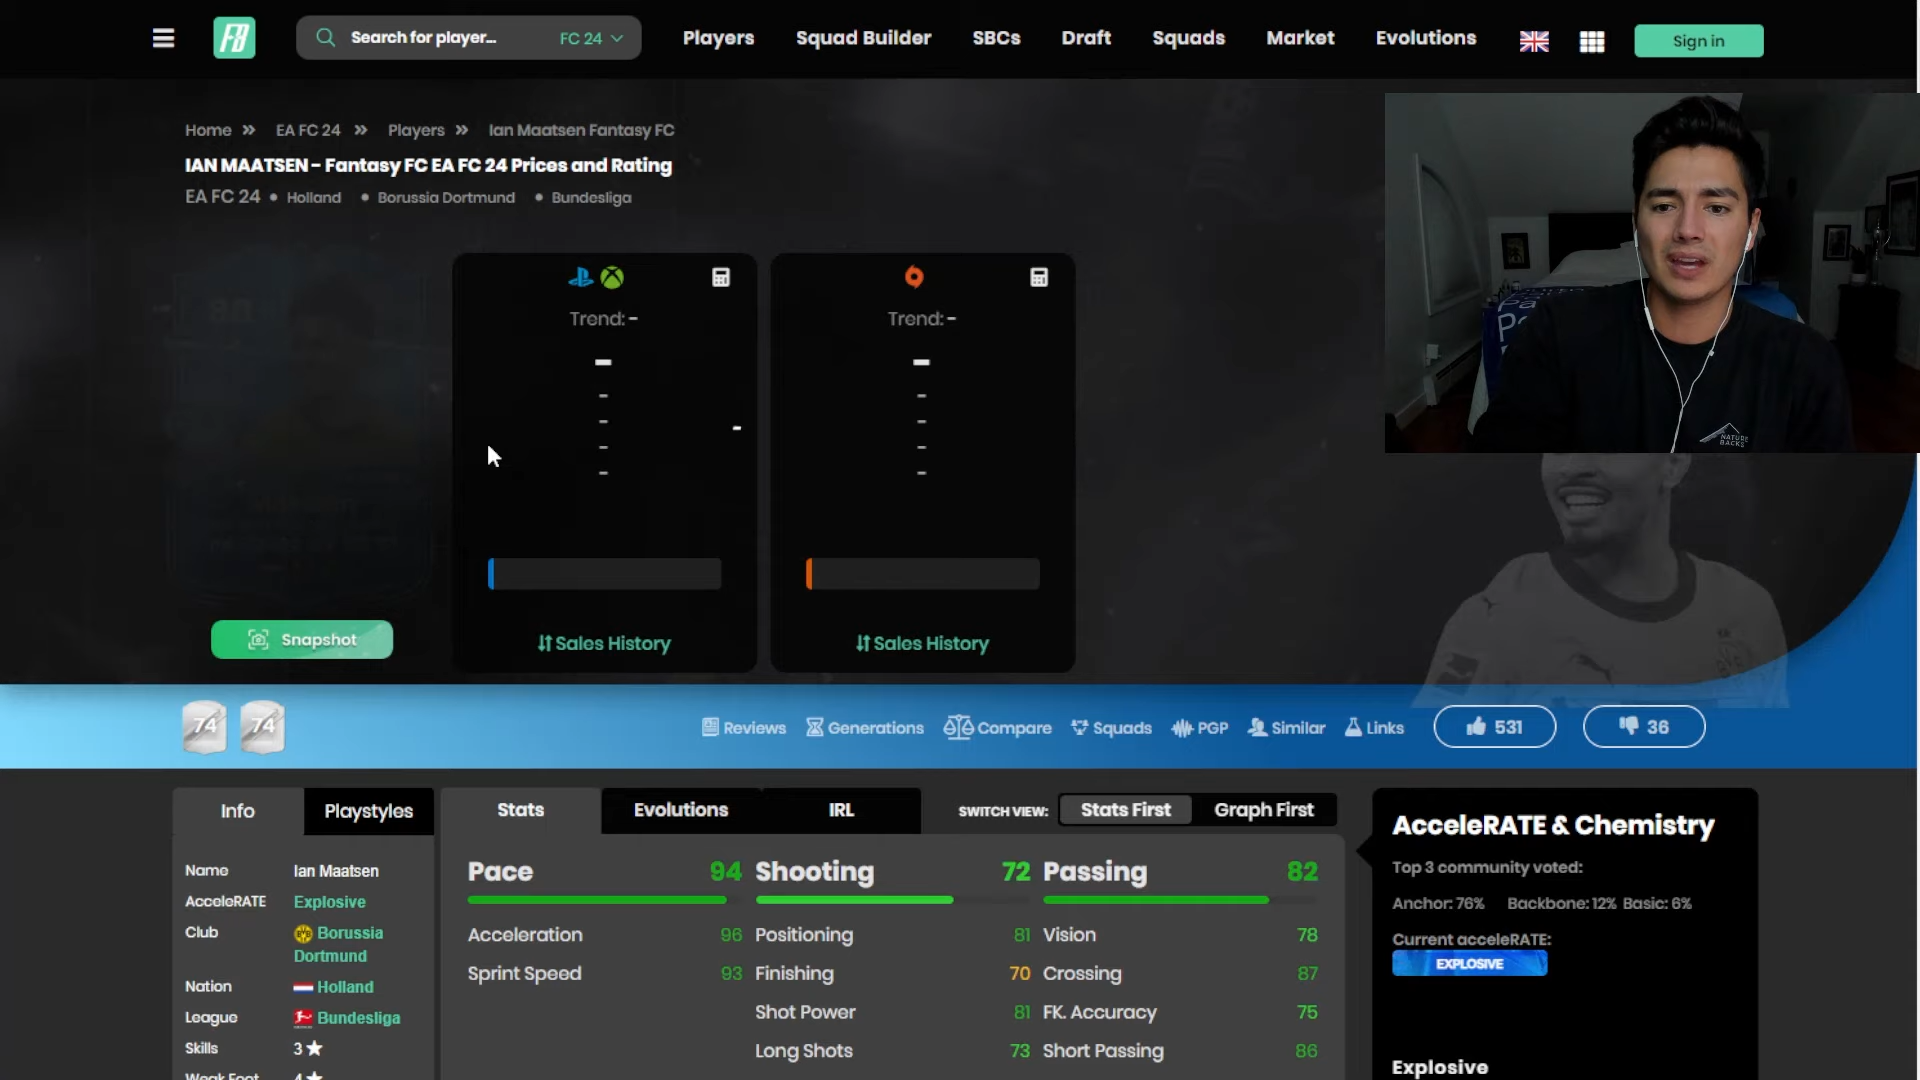 Search for player...
FC 24
Players
Squad Builder
SBCs
Draft
Squads
Market
Evolutions
Sign in
Home » EA FC 24 » Players » Ian Maatsen Fantasy FC
IAN MAATSEN - Fantasy FC EA FC 24 Prices and Rating
EA FC 24 • Holland • Borussia Dortmund • Bundesliga
Trend: -
Trend: -
NATURE
BACKS
Snapshot
Sales History
Sales History
74
74
Reviews
Generations
Compare
Squads
PGP
Similar
Links
531
36
Info
Playstyles
Name Ian Maatsen
AcceleRATE Explosive
Club Borussia
Dortmund
Nation Holland
League Bundesliga
Skills 3 ★
Weak Foot 4 ★
Stats
Evolutions
IRL
SWITCH VIEW:
Stats First
Graph First
Pace 94
Acceleration 96
Sprint Speed 93
Shooting 72
Positioning 81
Finishing 70
Shot Power 81
Long Shots 73
Passing 82
Vision 78
Crossing 87
FK. Accuracy 75
Short Passing 86
AcceleRATE & Chemistry
Top 3 community voted:
Anchor: 76% Backbone: 12% Basic: 6%
Current acceleRATE:
EXPLOSIVE
Explosive